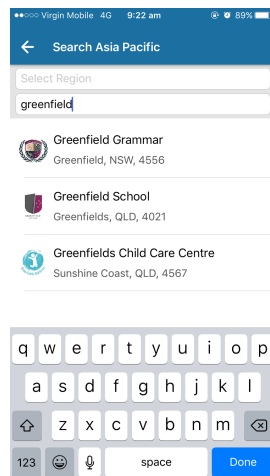 Virgin Mobile 4G 9:22 am 89%
Search Asia Pacific
Select Region
greenfield
Greenfield Grammar
Greenfield, NSW, 4556
Greenfield School
Greenfields, QLD, 4021
Greenfields Child Care Centre
Sunshine Coast, QLD, 4567
q w e r t y u i o p
a s d f g h j k l
z x c v b n m
123 space Done